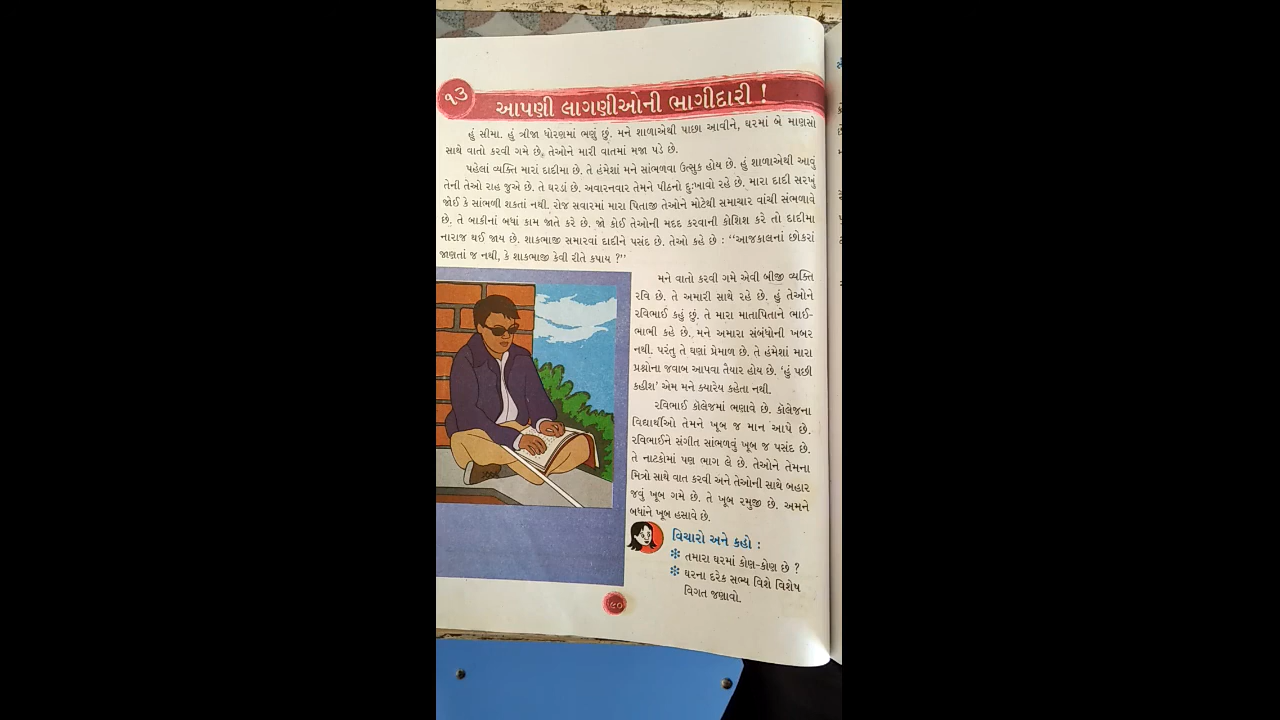 ૧૩
આપણી લાગણીઓની ભાગીદારી !
હું સીમા. હું ત્રીજા ધોરણમાં ભણું છું. મને શાળાએથી પાછા આવીને, ઘરમાં બે માણસો
સાથે વાતો કરવી ગમે છે. તેઓને મારી વાતમાં મજા પડે છે.
પહેલાં વ્યક્તિ મારાં દાદીમા છે. તે હંમેશાં મને સાંભળવા ઉત્સુક હોય છે. હું શાળાએથી આવું
તેની તેઓ રાહ જુએ છે. તે ઘરડાં છે. અવારનવાર તેમને પીઠનો દુઃખાવો રહે છે. મારા દાદી સરખું
જોઈ કે સાંભળી શકતાં નથી. રોજ સવારમાં મારા પિતાજી તેઓને મોટેથી સમાચાર વાંચી સંભળાવે
છે. તે બાકીનાં બધાં કામ જાતે કરે છે. જો કોઈ તેઓની મદદ કરવાની કોશિશ કરે તો દાદીમા
નારાજ થઈ જાય છે. શાકભાજી સમારવાં દાદીને પસંદ છે. તેઓ કહે છે : ‘‘આજકાલનાં છોકરાં
જાણતાં જ નથી, કે શાકભાજી કેવી રીતે કપાય ?’’
મને વાતો કરવી ગમે એવી બીજી વ્યક્તિ
રવિ છે. તે અમારી સાથે રહે છે. હું તેઓને
રવિભાઈ કહું છું. તે મારા માતાપિતાને ભાઈ-
ભાભી કહે છે. મને અમારા સંબંધોની ખબર
નથી. પરંતુ તે ઘણાં પ્રેમાળ છે. તે હંમેશાં મારા
પ્રશ્નોના જવાબ આપવા તૈયાર હોય છે. ‘હું પછી
કહીશ’ એમ મને ક્યારેય કહેતા નથી.
રવિભાઈ કૉલેજમાં ભણાવે છે. કૉલેજના
વિદ્યાર્થીઓ તેમને ખૂબ જ માન આપે છે.
રવિભાઈને સંગીત સાંભળવું ખૂબ જ પસંદ છે.
તે નાટકોમાં પણ ભાગ લે છે. તેઓને તેમના
મિત્રો સાથે વાત કરવી અને તેઓની સાથે બહાર
જવું ખૂબ ગમે છે. તે ખૂબ રમુજી છે. અમને
બધાંને ખૂબ હસાવે છે.
વિચારો અને કહો :
✽ તમારા ઘરમાં કોણ-કોણ છે ?
✽ ઘરના દરેક સભ્ય વિશે વિશેષ
વિગત જણાવો.
૯૦